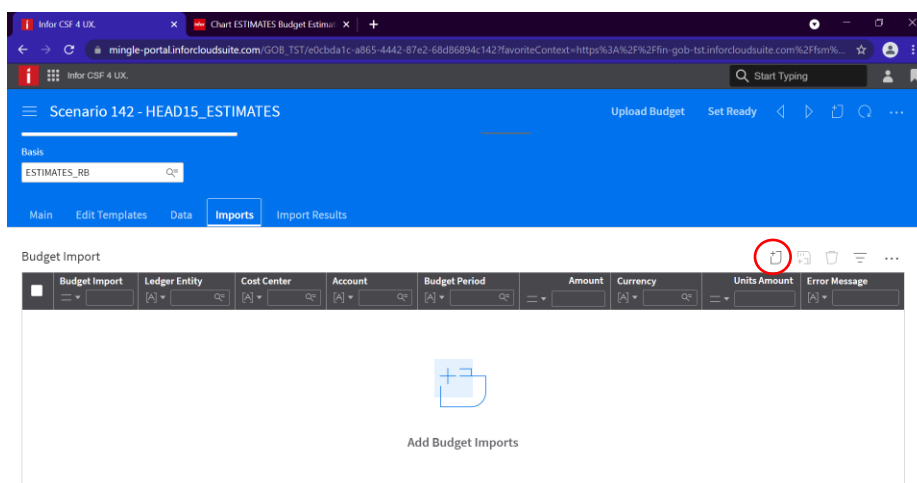 Infor CSF 4 UX.
Chart ESTIMATES Budget Estimat
mingle-portal.inforcloudsuite.com/GOB_TST/e0cbda1c-a865-4442-87e2-68d86894c142?favoriteContext=https%3A%2F%2Ffin-gob-tst.inforcloudsuite.com%2Ffsm%...
Infor CSF 4 UX.
Start Typing
Scenario 142 - HEAD15_ESTIMATES
Upload Budget Set Ready
Basis
ESTIMATES_RB
Main Edit Templates Data Imports Import Results
Budget Import
Budget Import Ledger Entity Cost Center Account Budget Period Amount Currency Units Amount Error Message
[A] [A] [A] [A] [A] [A]
Add Budget Imports